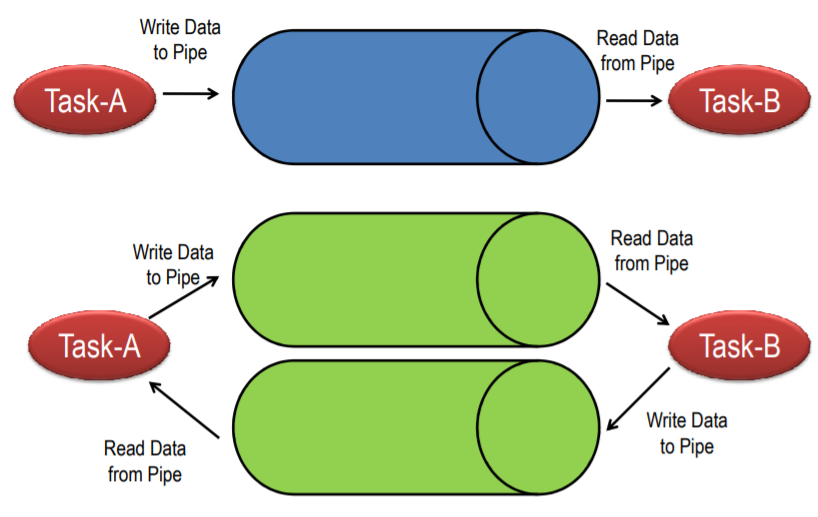 Write Data
to Pipe
Read Data
from Pipe
Task-A
Task-B
Write Data
to Pipe
Read Data
from Pipe
Task-A
Task-B
Read Data
from Pipe
Write Data
to Pipe